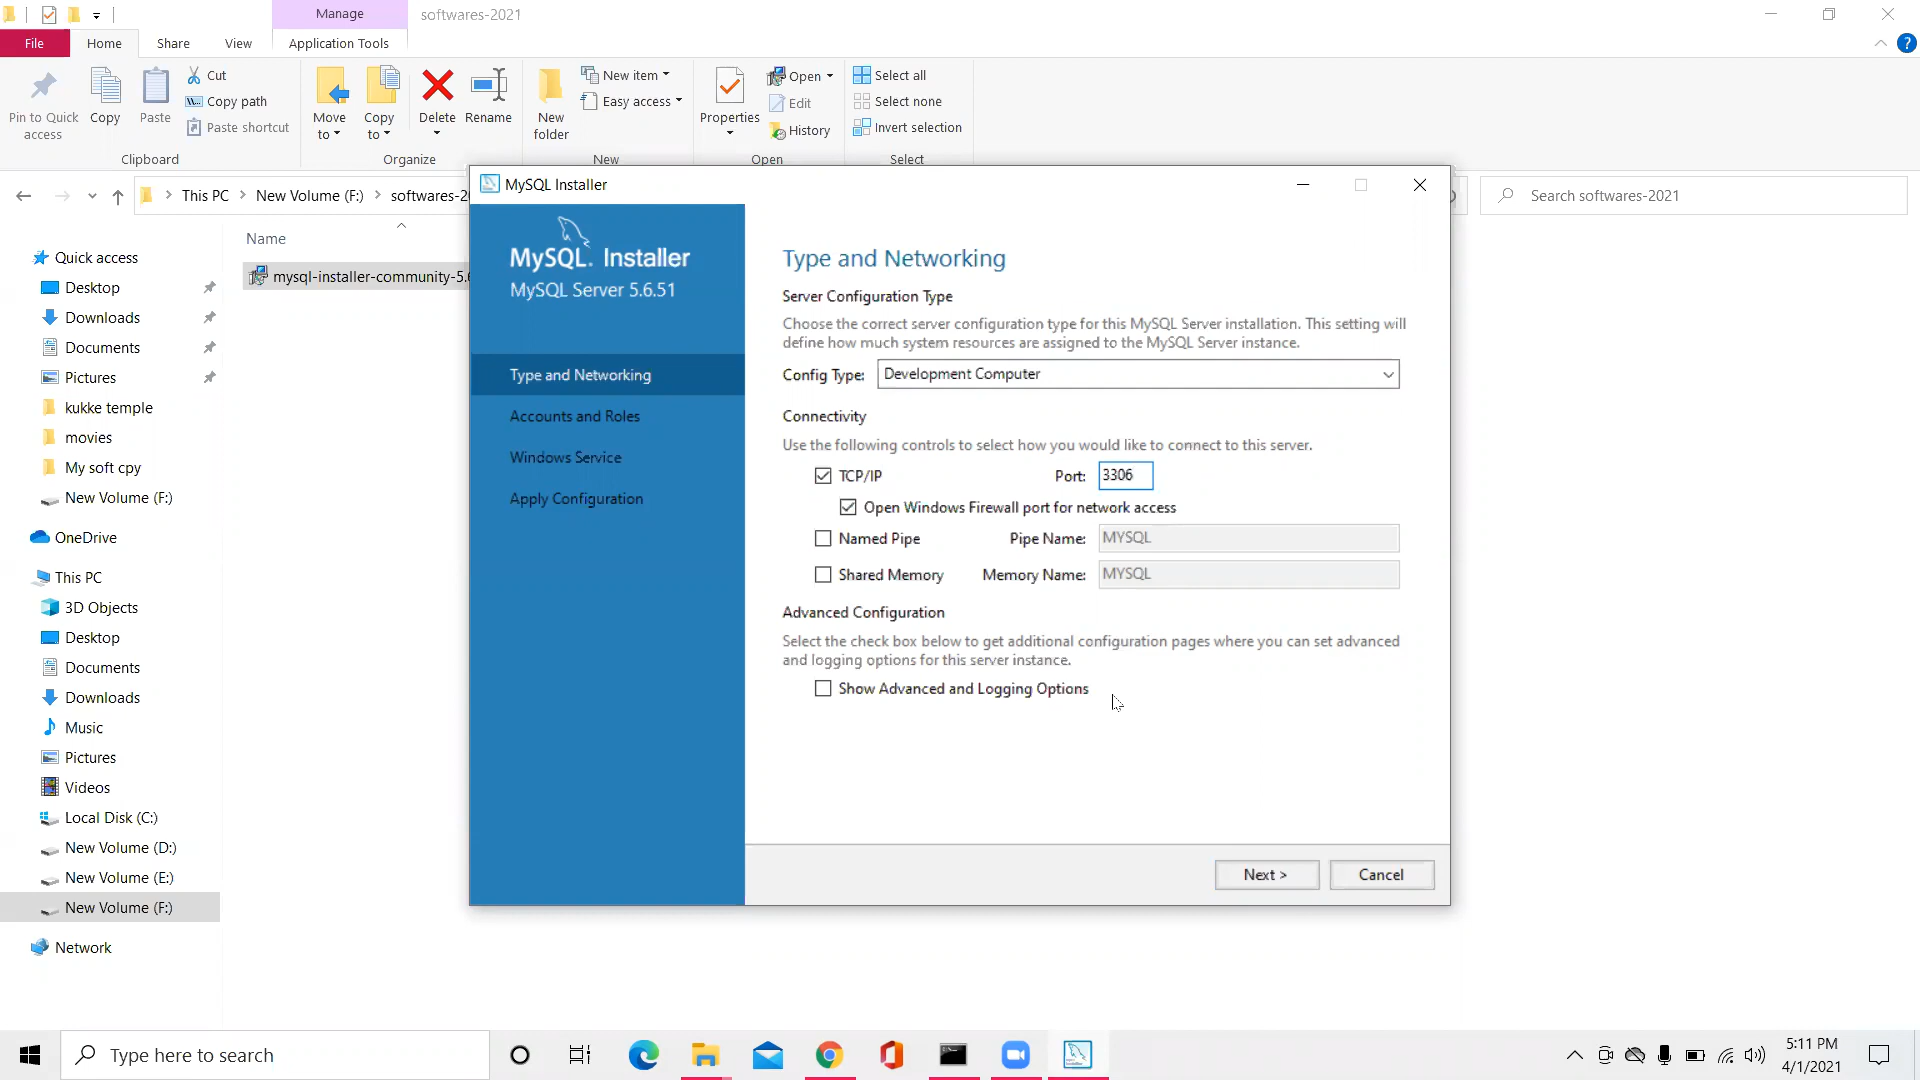 Manage
softwares-2021
File
Home
Share
View
Application Tools
Pin to Quick
access
Copy
Paste
Cut
Copy path
Paste shortcut
Clipboard
Move
to
Copy
to
Delete
Rename
Organize
New
folder
New item
Easy access
New
Properties
Open
Edit
History
Open
Select all
Select none
Invert selection
Select
This PC
New Volume (F:)
Search softwares-2021
Name
mysql-installer-community-5.6
Quick access
Desktop
Downloads
Documents
Pictures
kukke temple
movies
My soft cpy
New Volume (F:)
OneDrive
This PC
3D Objects
Desktop
Documents
Downloads
Music
Pictures
Videos
Local Disk (C:)
New Volume (D:)
New Volume (E:)
New Volume (F:)
Network
MySQL Installer
MySQL. Installer
MySQL Server 5.6.51
Type and Networking
Accounts and Roles
Windows Service
Apply Configuration
Type and Networking
Server Configuration Type
Choose the correct server configuration type for this MySQL Server installation. This setting will
define how much system resources are assigned to the MySQL Server instance.
Config Type: Development Computer
Connectivity
Use the following controls to select how you would like to connect to this server.
TCP/IP Port: 3306
Open Windows Firewall port for network access
Named Pipe Pipe Name: MYSQL
Shared Memory Memory Name: MYSQL
Advanced Configuration
Select the check box below to get additional configuration pages where you can set advanced
and logging options for this server instance.
Show Advanced and Logging Options
Next >
Cancel
Type here to search
5:11 PM
4/1/2021